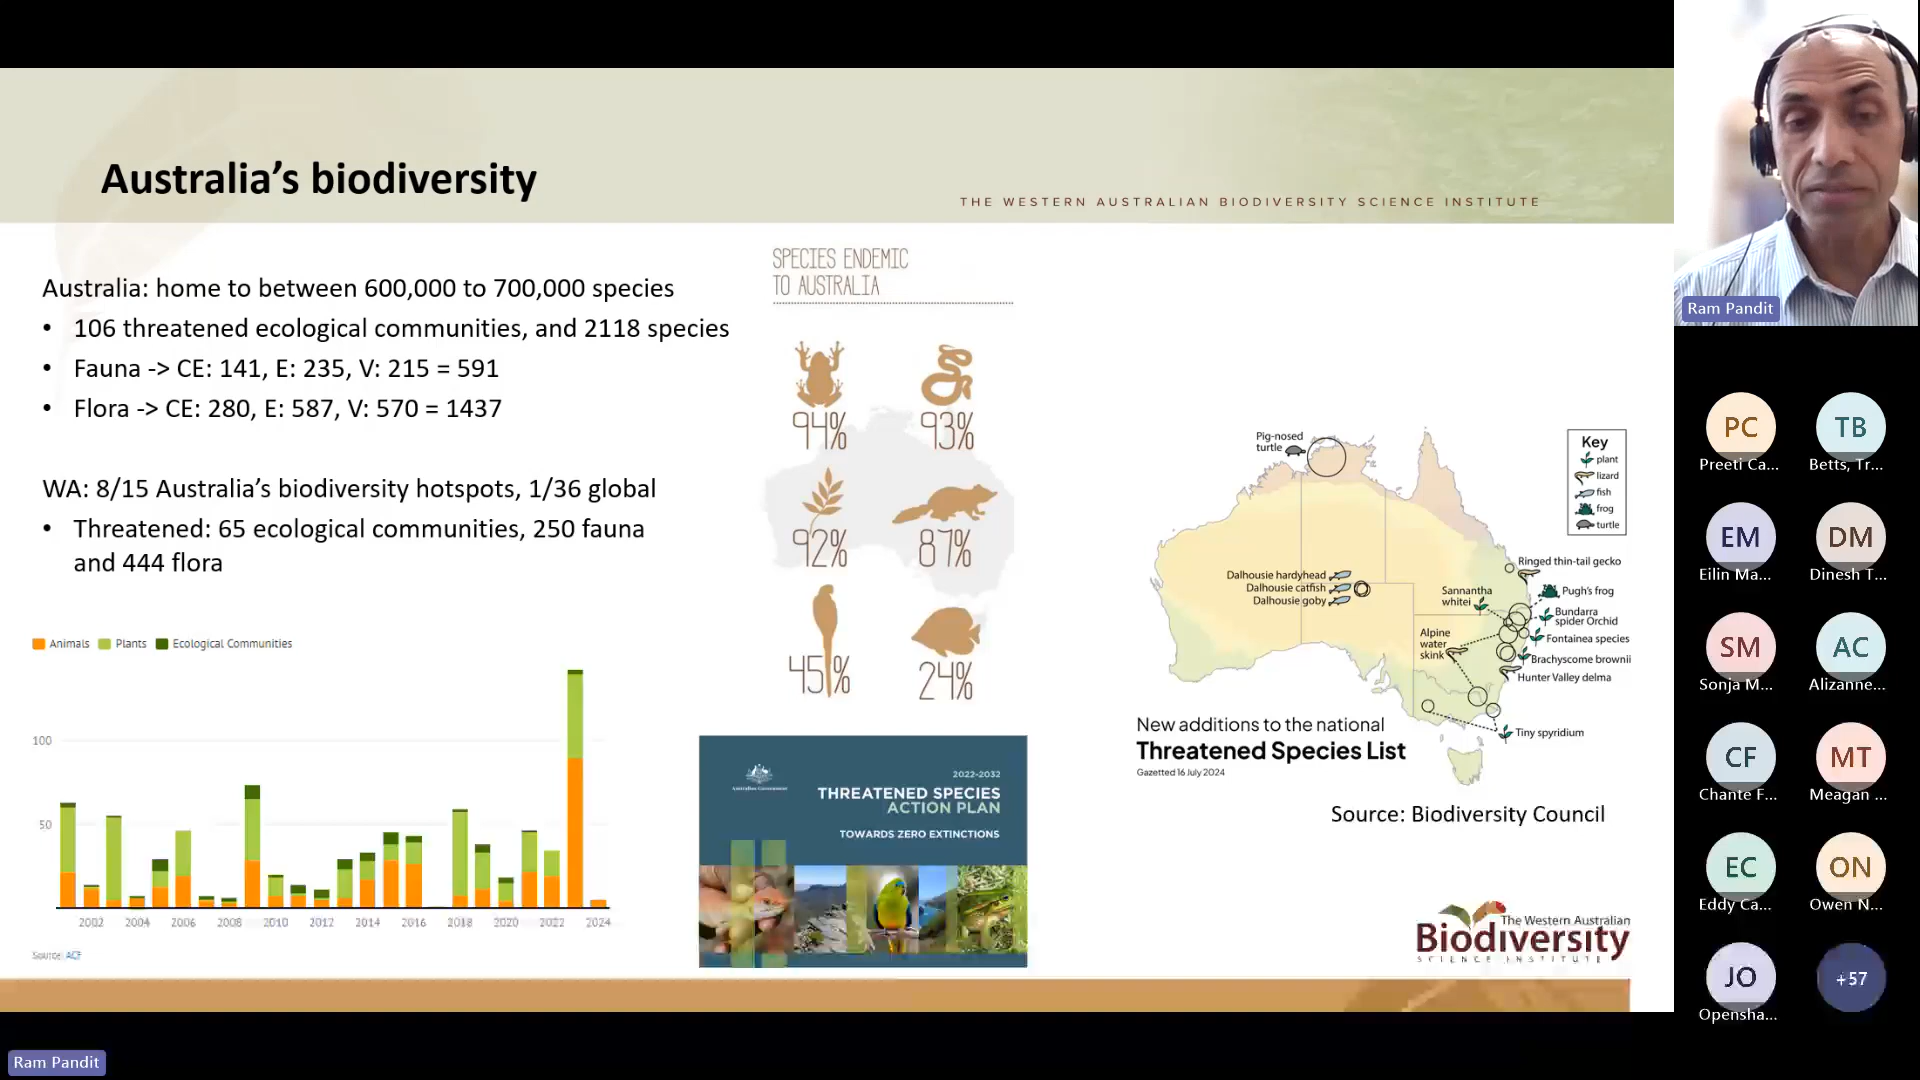 Australia’s biodiversity
THE WESTERN AUSTRALIAN BIODIVERSITY SCIENCE INSTITUTE
Australia: home to between 600,000 to 700,000 species
• 106 threatened ecological communities, and 2118 species
• Fauna -> CE: 141, E: 235, V: 215 = 591
• Flora -> CE: 280, E: 587, V: 570 = 1437
WA: 8/15 Australia’s biodiversity hotspots, 1/36 global
• Threatened: 65 ecological communities, 250 fauna
and 444 flora
Animals Plants Ecological Communities
100
50
2002 2004 2006 2008 2010 2012 2014 2016 2018 2020 2022 2024
Source: ACF
SPECIES ENDEMIC
TO AUSTRALIA
94% 93%
92% 87%
45% 24%
Australian Government
2022-2032
THREATENED SPECIES
ACTION PLAN
TOWARDS ZERO EXTINCTIONS
Pig-nosed
turtle
Key
plant
lizard
fish
frog
turtle
Dalhousie hardyhead
Dalhousie catfish
Dalhousie goby
Ringed thin-tail gecko
Sannantha
whitei
Pugh’s frog
Bundarra
spider Orchid
Alpine
water
skink
Fontainea species
Brachyscome brownii
Hunter Valley delma
Tiny spyridium
New additions to the national
Threatened Species List
Gazetted 16 July 2024
Source: Biodiversity Council
The Western Australian
Biodiversity
SCIENCE INSTITUTE
Ram Pandit
PC TB
Preeti Ca... Betts, Tr...
EM DM
Eilin Ma... Dinesh T...
SM AC
Sonja M... Alizanne...
CF MT
Chante F... Meagan ...
EC ON
Eddy Ca... Owen N...
JO +57
Opensha...
Ram Pandit